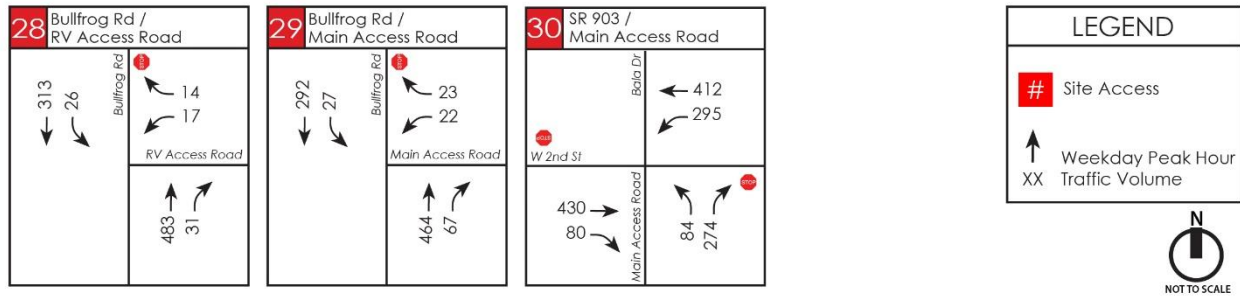 28 Bullfrog Rd /
RV Access Road
313
26
Bullfrog Rd
STOP
14
17
RV Access Road
483
31
29 Bullfrog Rd /
Main Access Road
292
27
Bullfrog Rd
STOP
23
22
Main Access Road
464
67
30 SR 903 /
Main Access Road
Bala Dr
412
295
STOP
W 2nd St
430
80
Main Access Road
84
274
STOP
LEGEND
# Site Access
Weekday Peak Hour
XX Traffic Volume
N
NOT TO SCALE